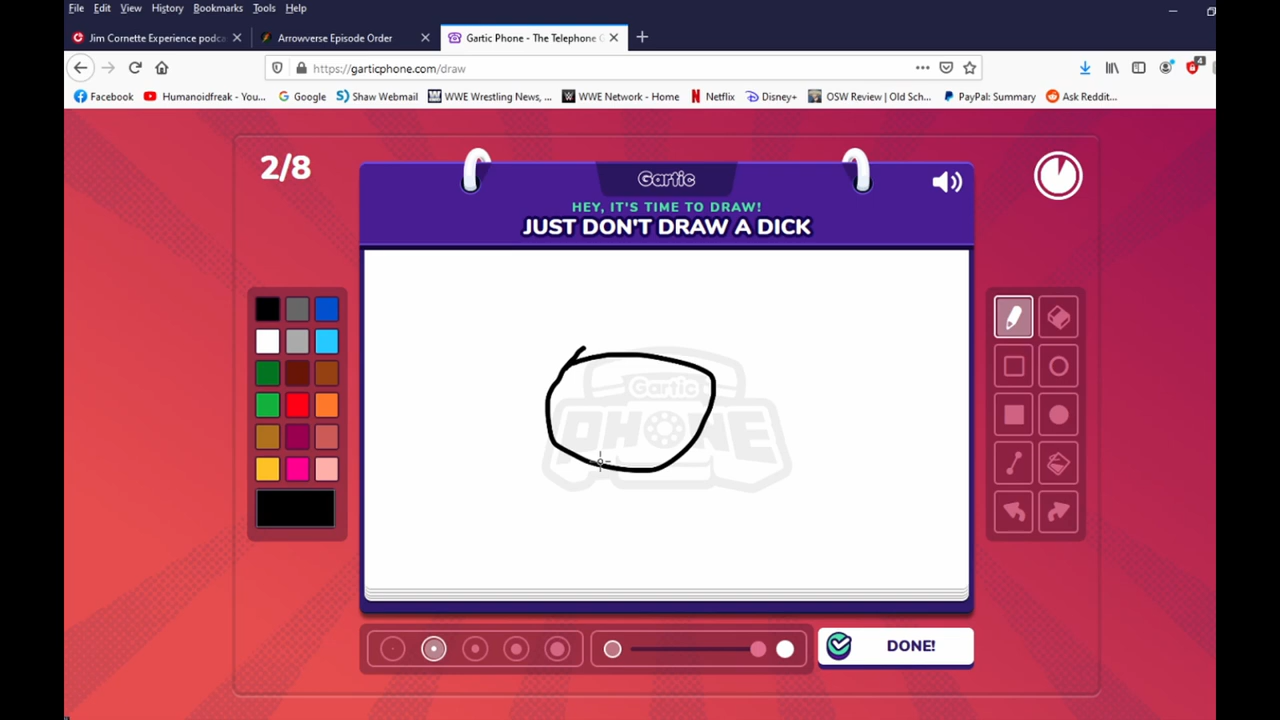 File Edit View History Bookmarks Tools Help
Jim Cornette Experience podca
Arrowverse Episode Order
Gartic Phone - The Telephone G
https://garticphone.com/draw
4
Facebook
Humanoidfreak - You...
Google
Shaw Webmail
WWE Wrestling News, ...
WWE Network - Home
Netflix
Disney+
OSW Review | Old Sch...
PayPal: Summary
Ask Reddit...
2/8
Gartic
HEY, IT'S TIME TO DRAW!
JUST DON'T DRAW A DICK
Gartic
PHONE
DONE!